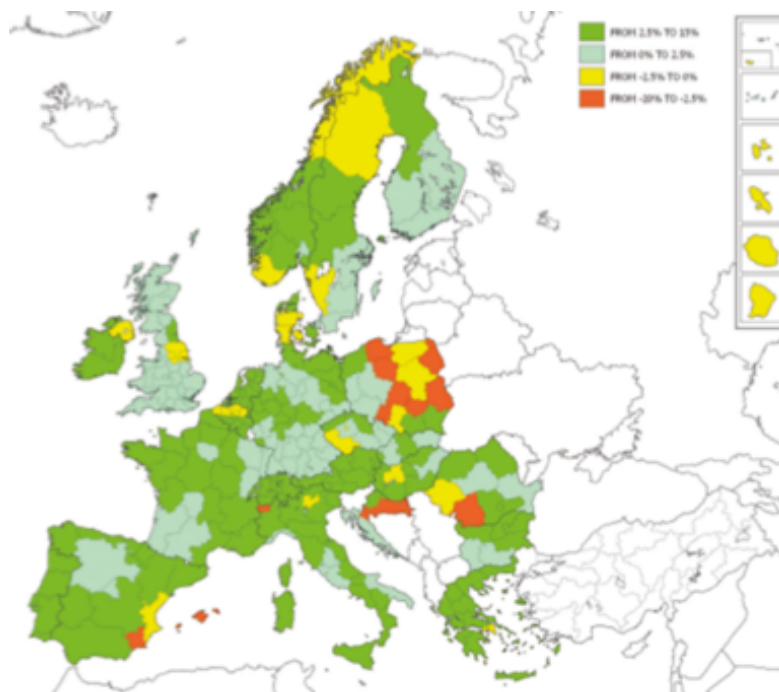 FROM 2.5% TO 15%
FROM 0% TO 2.5%
FROM -2.5% TO 0%
FROM -20% TO -2.5%